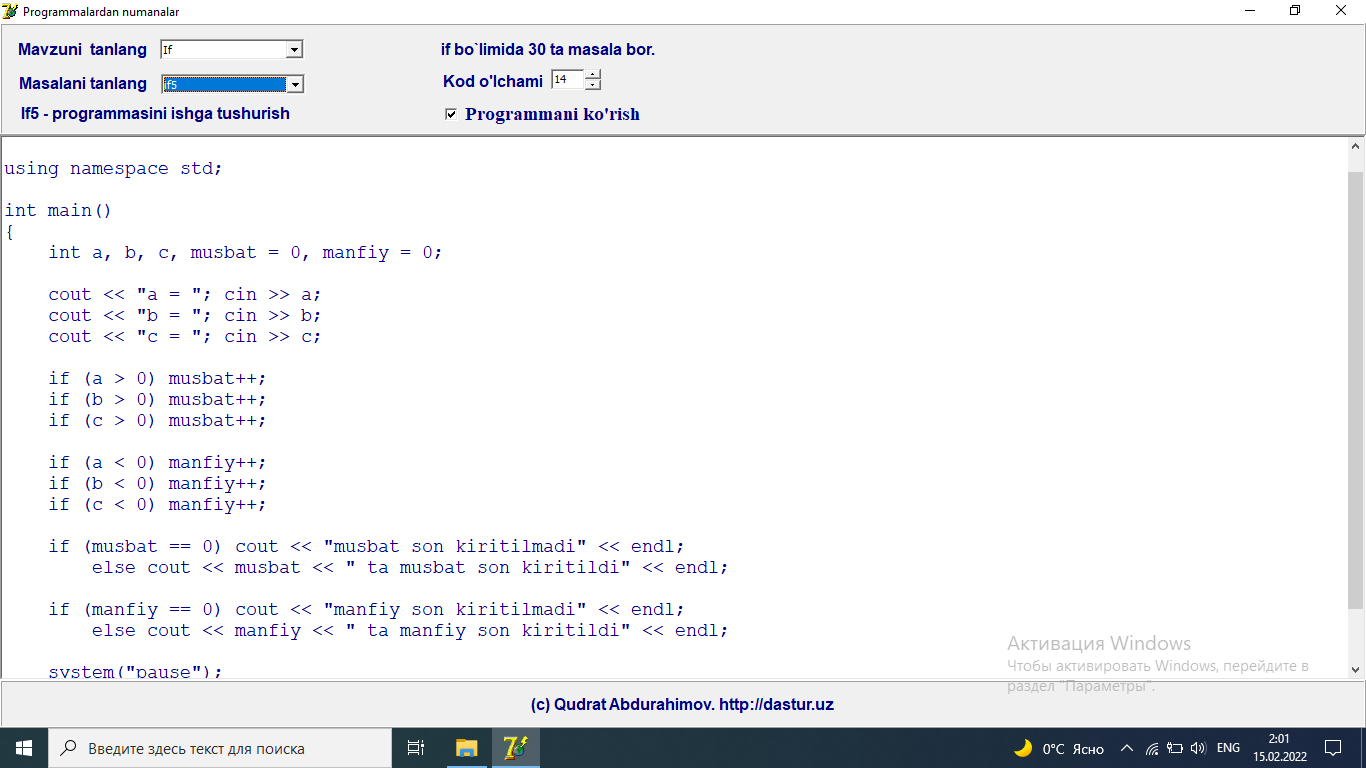 Programmalardan numanalar
Mavzuni tanlang If if bo`limida 30 ta masala bor.
Masalani tanlang If5 Kod o'lchami 14
If5 - programmasini ishga tushurish Programmani ko'rish
using namespace std;
int main()
{
int a, b, c, musbat = 0, manfiy = 0;
cout << "a = "; cin >> a;
cout << "b = "; cin >> b;
cout << "c = "; cin >> c;
if (a > 0) musbat++;
if (b > 0) musbat++;
if (c > 0) musbat++;
if (a < 0) manfiy++;
if (b < 0) manfiy++;
if (c < 0) manfiy++;
if (musbat == 0) cout << "musbat son kiritilmadi" << endl;
else cout << musbat << " ta musbat son kiritildi" << endl;
if (manfiy == 0) cout << "manfiy son kiritilmadi" << endl;
else cout << manfiy << " ta manfiy son kiritildi" << endl;
system("pause");
Активация Windows
Чтобы активировать Windows, перейдите в
раздел "Параметры".
(c) Qudrat Abdurahimov. http://dastur.uz
Введите здесь текст для поиска
0°C Ясно
ENG
2:01
15.02.2022